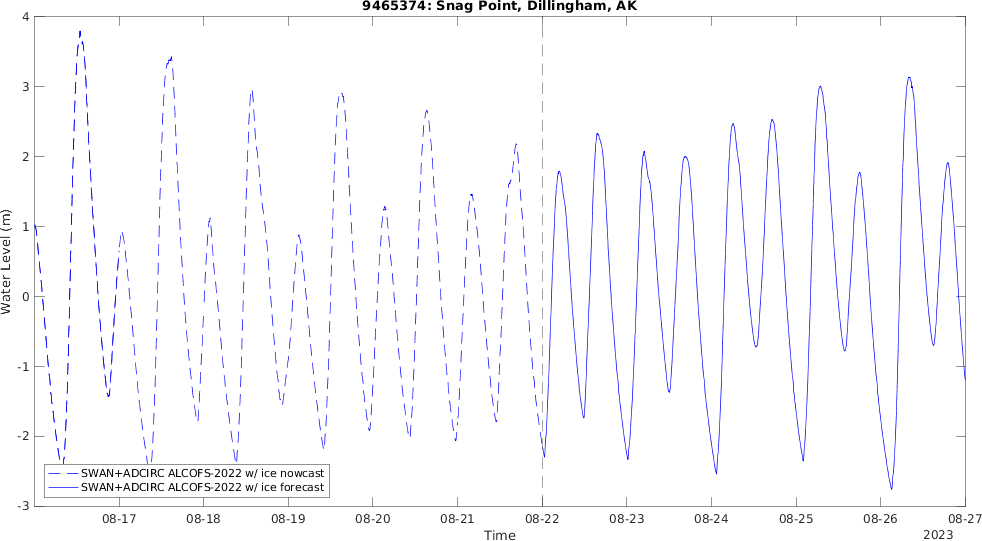 9465374: Snag Point, Dillingham, AK
Water Level (m)
4
3
2
1
0
-1
-2
-3
SWAN+ADCIRC ALCOFS-2022 w/ ice nowcast
SWAN+ADCIRC ALCOFS-2022 w/ ice forecast
08-17 08-18 08-19 08-20 08-21 08-22 08-23 08-24 08-25 08-26 08-27
Time
2023